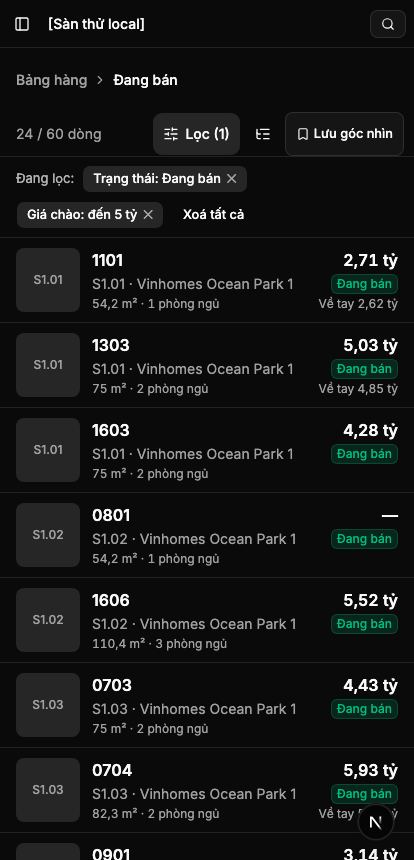 [Sàn thử local]
Bảng hàng > Đang bán
24 / 60 dòng
Lọc (1)
Lưu góc nhìn
Đang lọc:
Trạng thái: Đang bán ×
Giá chào: đến 5 tỷ ×
Xoá tất cả
S1.01
1101
2,71 tỷ
S1.01 · Vinhomes Ocean Park 1
Đang bán
54,2 m² · 1 phòng ngủ
Về tay 2,62 tỷ
S1.01
1303
5,03 tỷ
S1.01 · Vinhomes Ocean Park 1
Đang bán
75 m² · 2 phòng ngủ
Về tay 4,85 tỷ
S1.01
1603
4,28 tỷ
S1.01 · Vinhomes Ocean Park 1
Đang bán
75 m² · 2 phòng ngủ
S1.02
0801
—
S1.02 · Vinhomes Ocean Park 1
Đang bán
54,2 m² · 1 phòng ngủ
S1.02
1606
5,52 tỷ
S1.02 · Vinhomes Ocean Park 1
Đang bán
110,4 m² · 3 phòng ngủ
S1.03
0703
4,43 tỷ
S1.03 · Vinhomes Ocean Park 1
Đang bán
75 m² · 2 phòng ngủ
S1.03
0704
5,93 tỷ
S1.03 · Vinhomes Ocean Park 1
Đang bán
82,3 m² · 2 phòng ngủ
Về tay
N
0901
3,14 tỷ